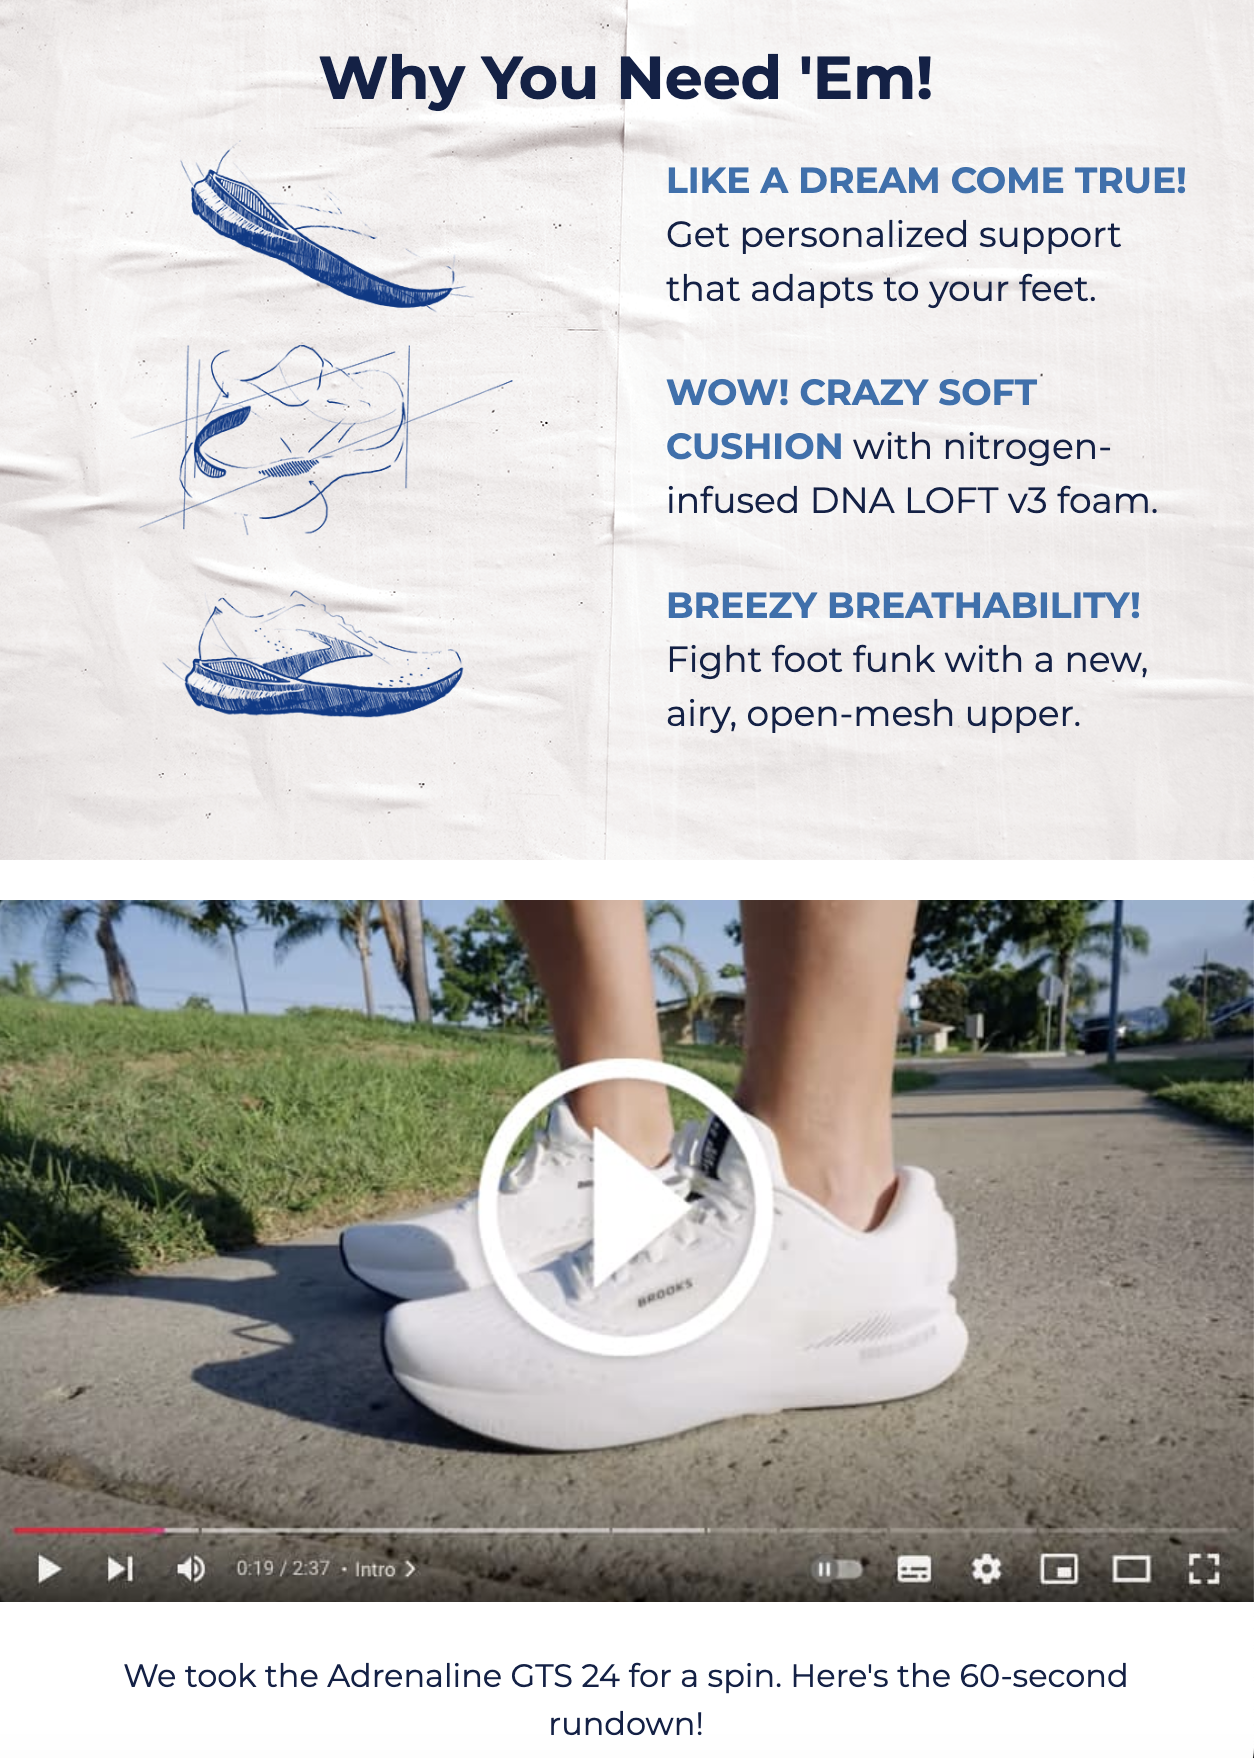 Why You Need 'Em!
LIKE A DREAM COME TRUE!
Get personalized support
that adapts to your feet.
WOW! CRAZY SOFT
CUSHION with nitrogen-
infused DNA LOFT v3 foam.
BREEZY BREATHABILITY!
Fight foot funk with a new,
airy, open-mesh upper.
BROOKS
0:19 / 2:37 • Intro >
We took the Adrenaline GTS 24 for a spin. Here's the 60-second
rundown!